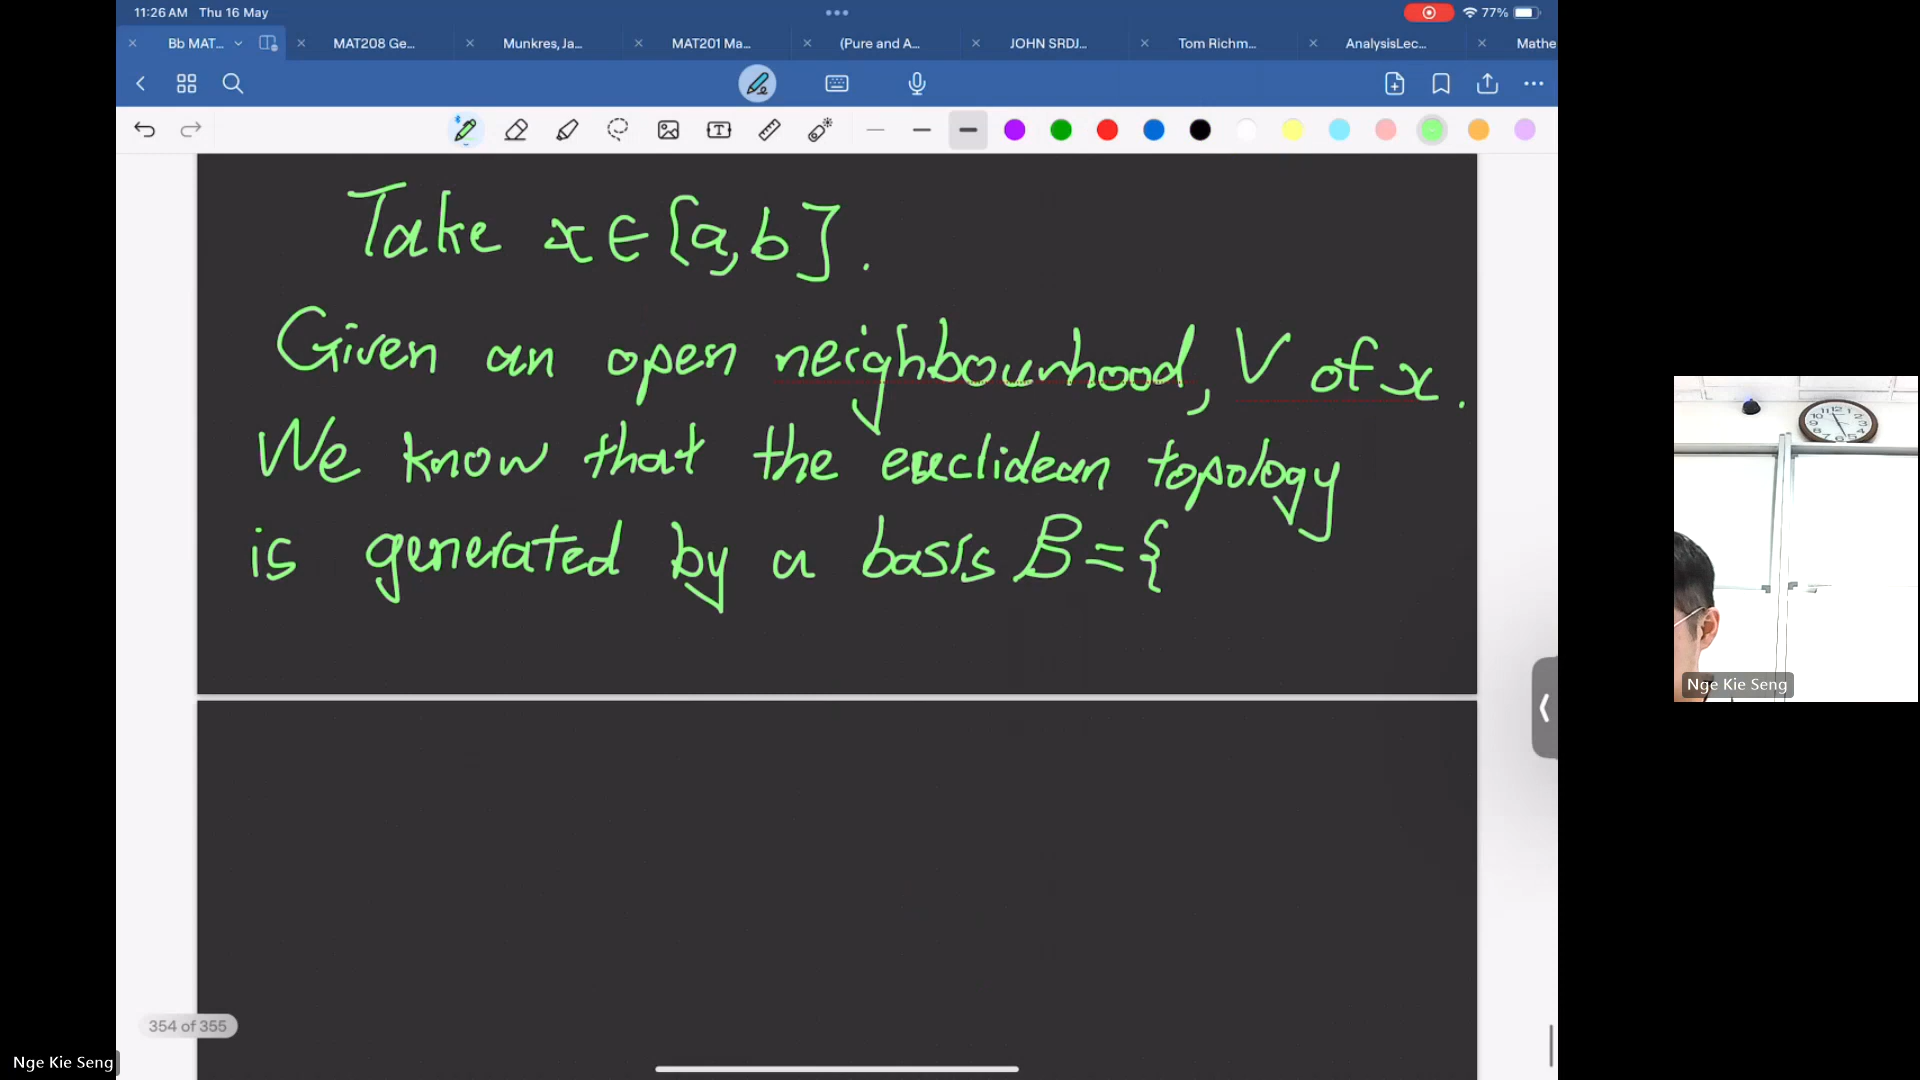 11:26 AM Thu 16 May
77%
Bb MAT...
MAT208 Ge...
Munkres, Ja...
MAT201 Ma...
(Pure and A...
JOHN SRDJ...
Tom Richm...
AnalysisLec...
Mathe
Take x∈[a,b].
Given an open neighbourhood, V of x.
We know that the euclidean topology
is generated by a basis B={
354 of 355
Nge Kie Seng
Nge Kie Seng